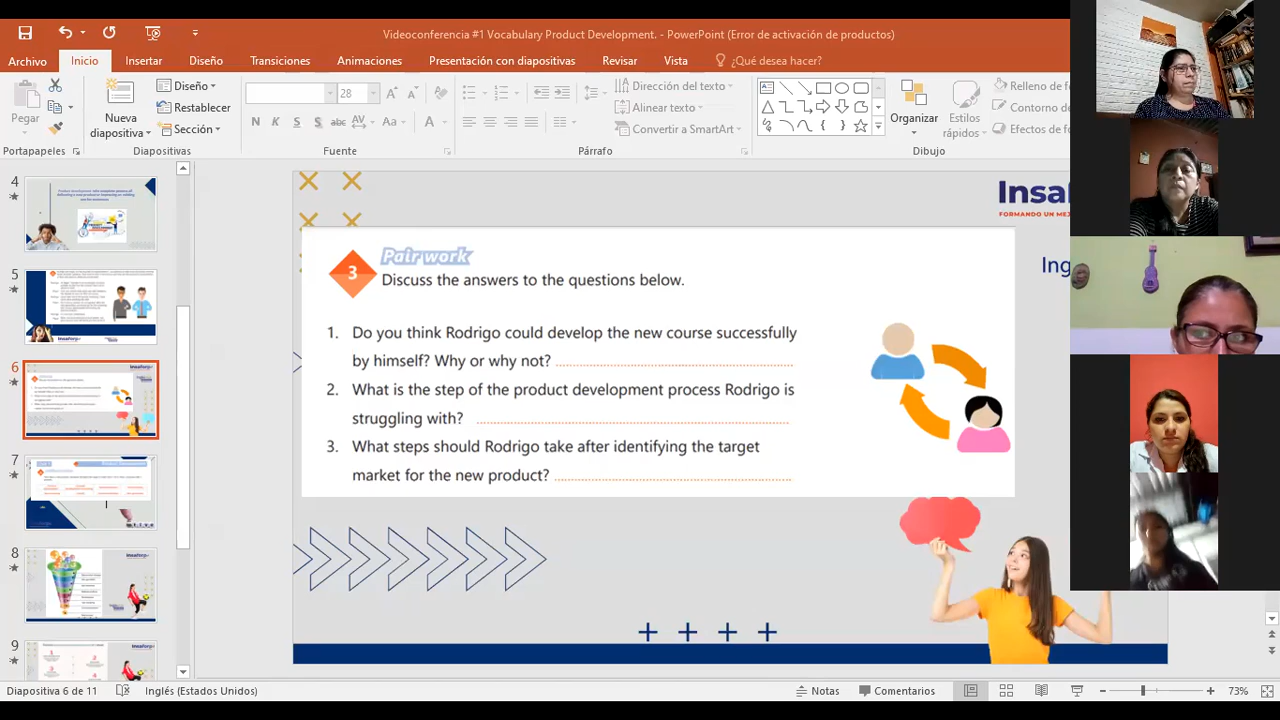 Videoconferencia #1 Vocabulary Product Development. - PowerPoint (Error de activación de productos)
Archivo Inicio Insertar Diseño Transiciones Animaciones Presentación con diapositivas Revisar Vista ¿Qué desea hacer?
Pegar
Nueva diapositiva
Diseño
Restablecer
Sección
28
N K S S abc AV Aa A
Dirección del texto
Alinear texto
Convertir a SmartArt
Organizar
Estilos rápidos
Relleno de f
Contorno de
Efectos de f
Portapapeles Diapositivas Fuente Párrafo Dibujo
4
5
6
7
8
9
Insafo
FORMANDO UN MEJ
Ing
3
Pair work
Discuss the answers to the questions below.
1. Do you think Rodrigo could develop the new course successfully
by himself? Why or why not?
2. What is the step of the product development process Rodrigo is
struggling with?
3. What steps should Rodrigo take after identifying the target
market for the new product?
Diapositiva 6 de 11 Inglés (Estados Unidos) Notas Comentarios 73%